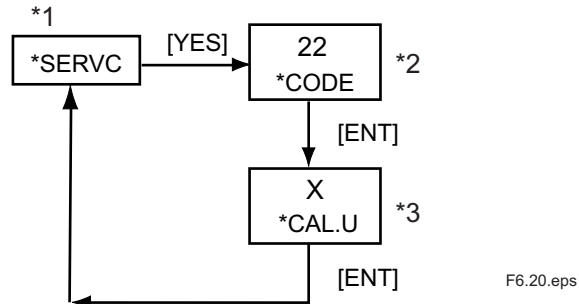 *1
*SERVC
[YES]
22
*CODE
*2
[ENT]
X
*CAL.U
*3
[ENT]
F6.20.eps